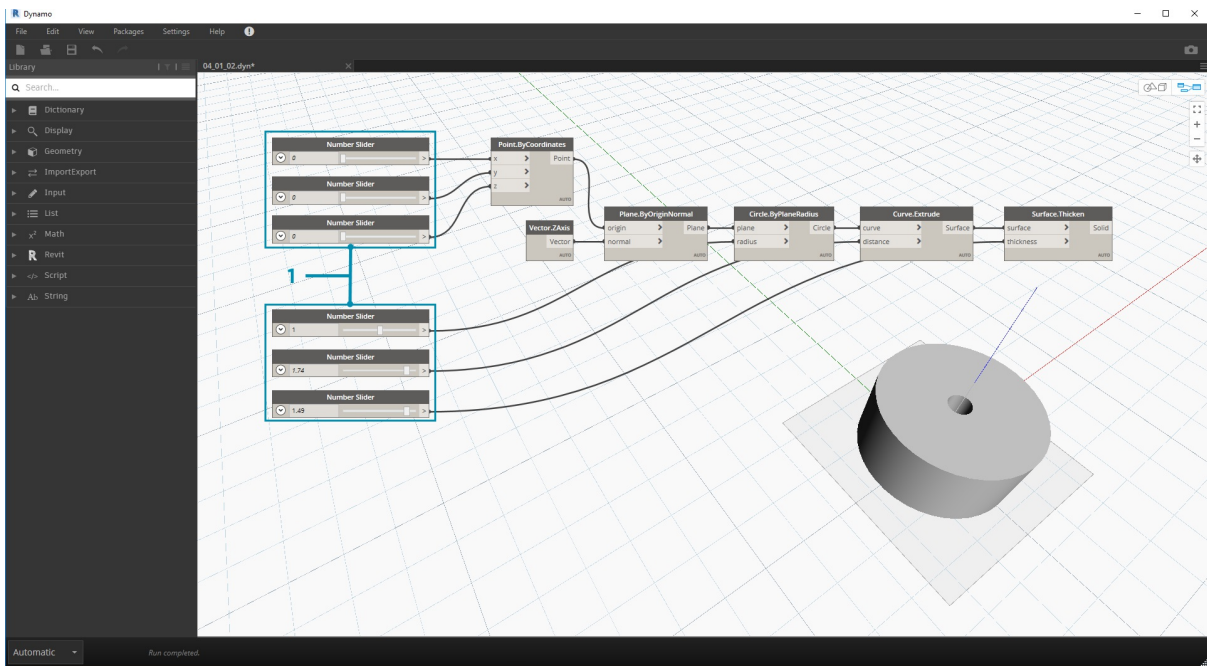 R Dynamo
File Edit View Packages Settings Help !
Library
04_01_02.dyn* ×
Search...
Dictionary
Display
Geometry
ImportExport
Input
List
x² Math
R Revit
</> Script
Ab String
Number Slider
0 >
Number Slider
0 >
Number Slider
0 >
1
Number Slider
1 >
Number Slider
1.74 >
Number Slider
1.49 >
Point.ByCoordinates
x > Point
y >
z >
AUTO
Vector.ZAxis
Vector
AUTO
Plane.ByOriginNormal
origin > Plane
normal >
AUTO
Circle.ByPlaneRadius
plane > Circle
radius >
AUTO
Curve.Extrude
curve > Surface
distance >
AUTO
Surface.Thicken
surface > Solid
thickness >
AUTO
Automatic
Run completed.